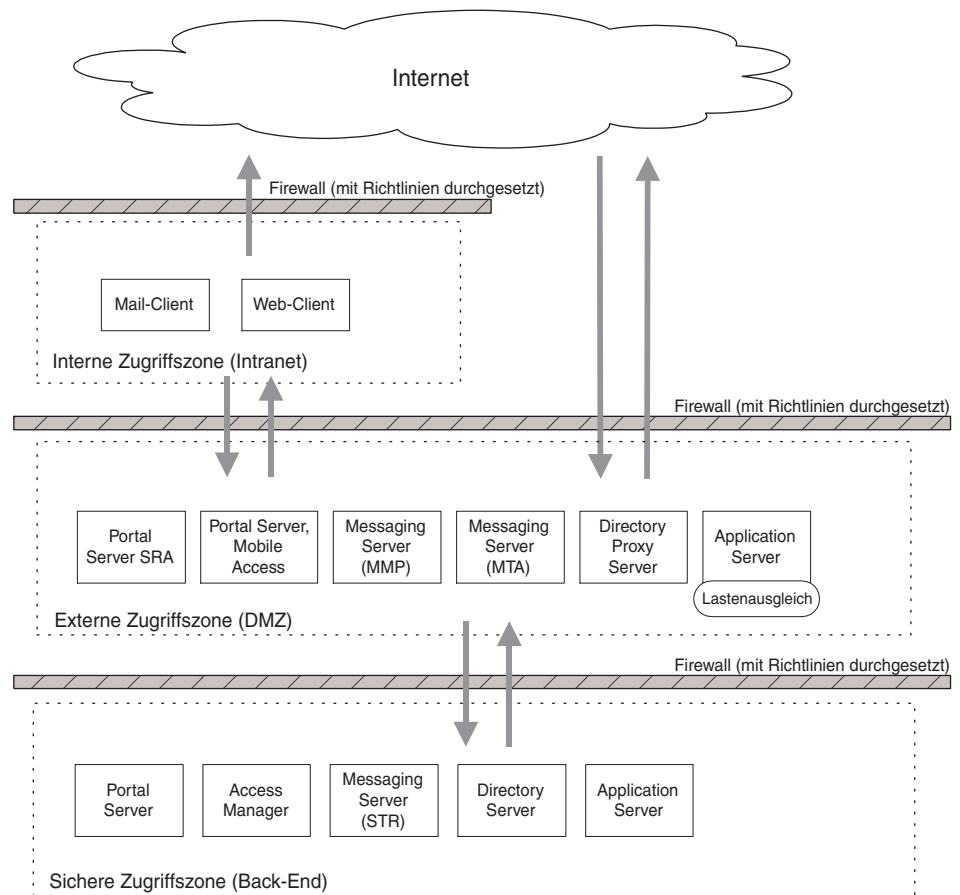 Internet
Firewall (mit Richtlinien durchgesetzt)
Mail-Client
Web-Client
Interne Zugriffszone (Intranet)
Firewall (mit Richtlinien durchgesetzt)
Portal
Server SRA
Portal Server,
Mobile
Access
Messaging
Server
(MMP)
Messaging
Server
(MTA)
Directory
Proxy
Server
Application
Server
Lastenausgleich
Externe Zugriffszone (DMZ)
Firewall (mit Richtlinien durchgesetzt)
Portal
Server
Access
Manager
Messaging
Server
(STR)
Directory
Server
Application
Server
Sichere Zugriffszone (Back-End)